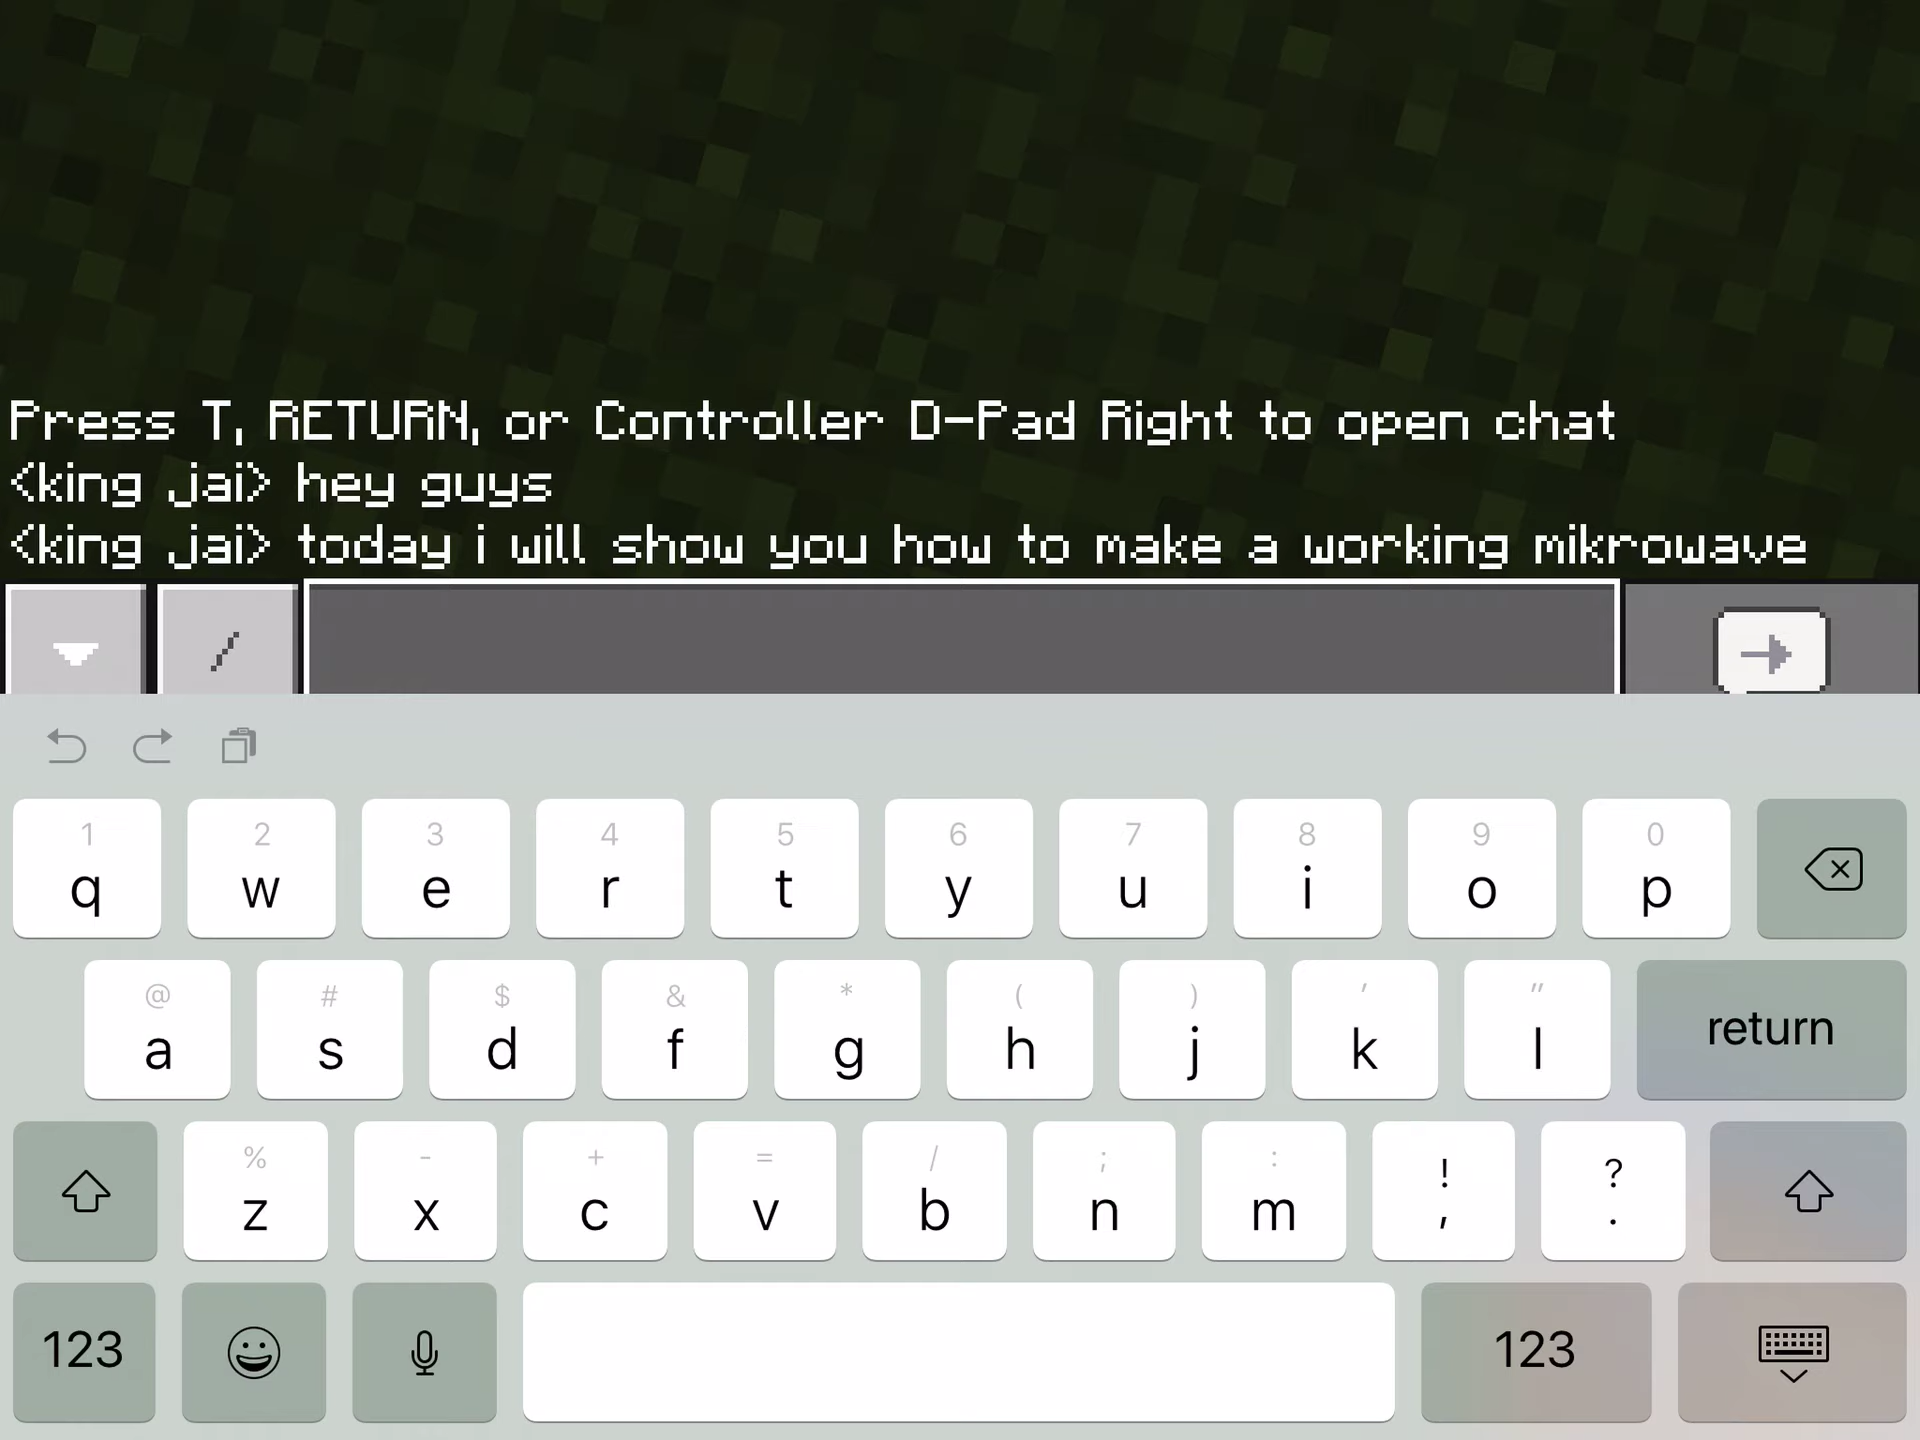 Press T, RETURN, or Controller D-Pad Right to open chat
<king jai> hey guys
<king jai> today i will show you how to make a working mikrowave
/
1 2 3 4 5 6 7 8 9 0
q w e r t y u i o p
@ # $ & * ( ) ' "
a s d f g h j k l return
% - + = / ; : ! ?
z x c v b n m , .
123 123